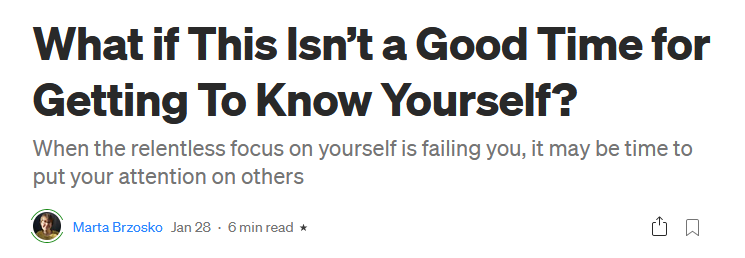 What if This Isn’t a Good Time for
Getting To Know Yourself?
When the relentless focus on yourself is failing you, it may be time to
put your attention on others
Marta Brzosko Jan 28 · 6 min read ★